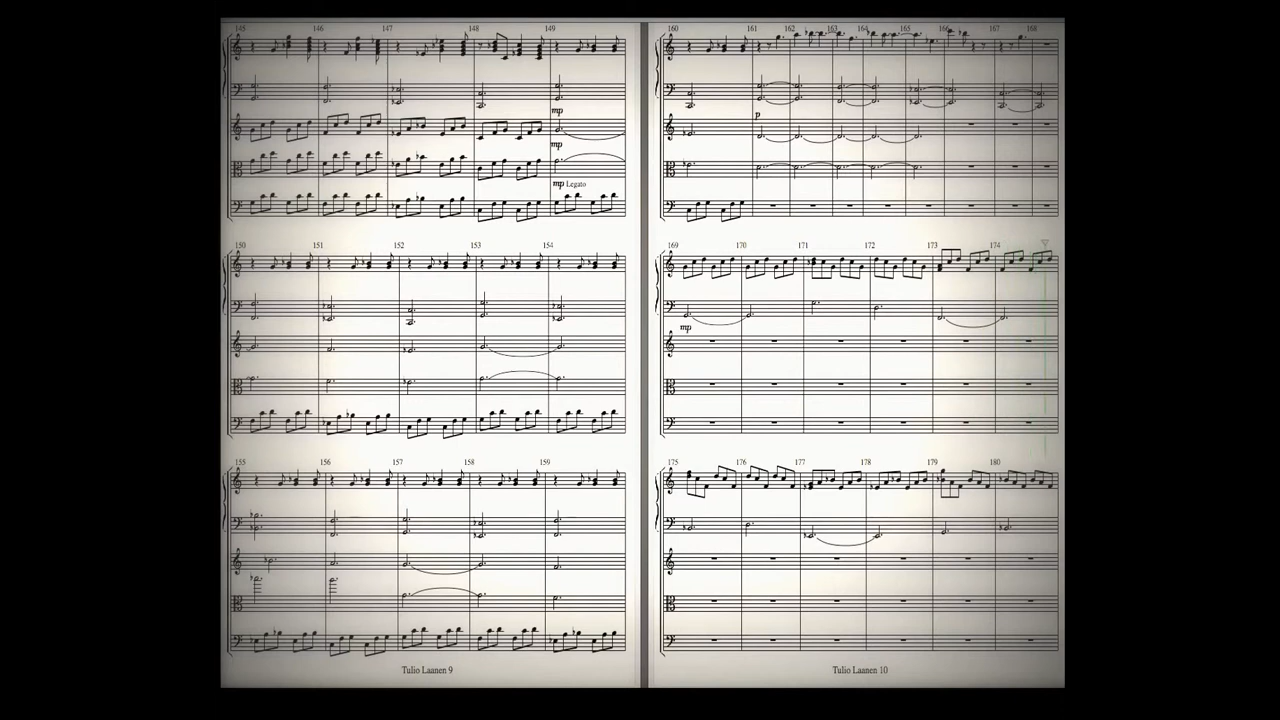 145 146 147 148 149
mp
mp
mp Legato
150 151 152 153 154
155 156 157 158 159
Tulio Laanen 9
160 161 162 163 164 165 166 167 168
p
169 170 171 172 173 174
mp
175 176 177 178 179 180
Tulio Laanen 10